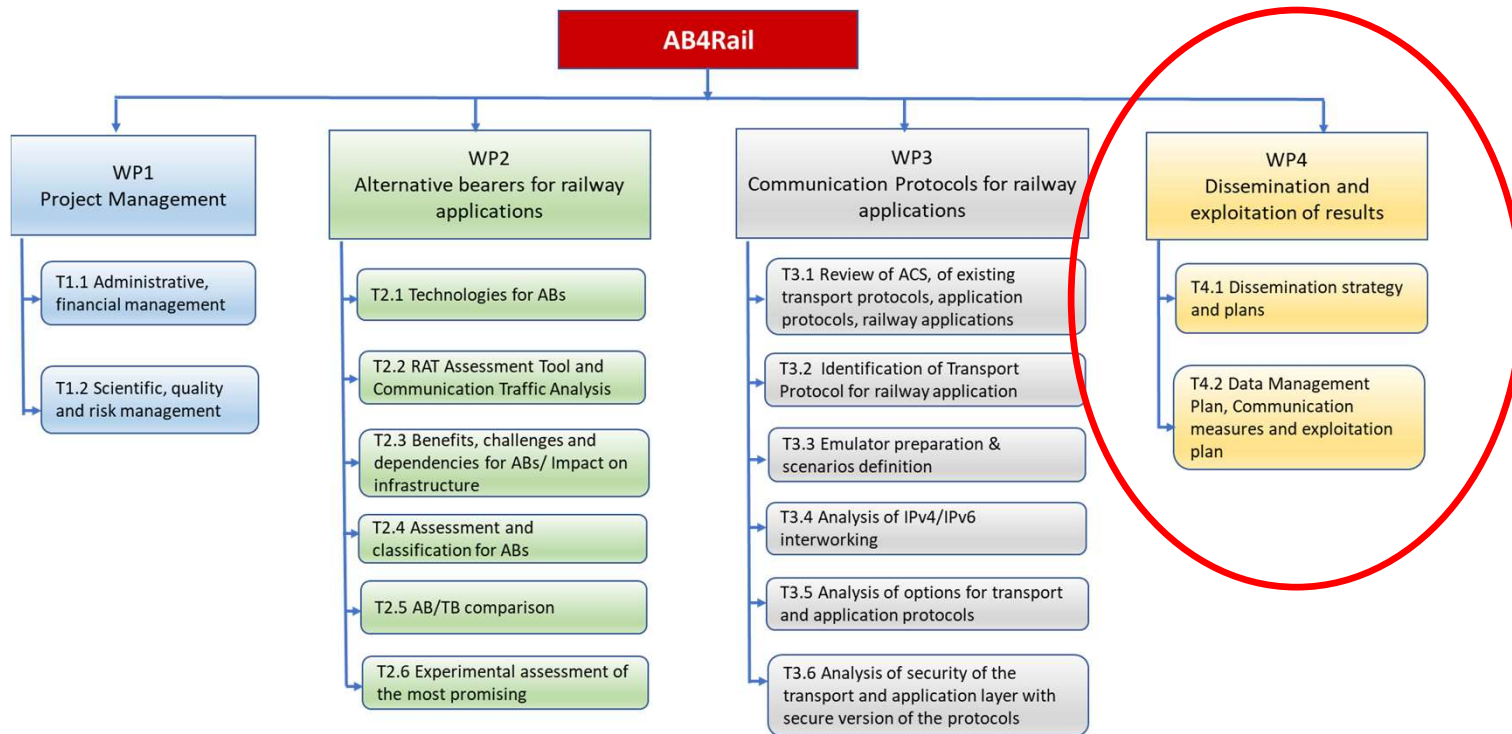 AB4Rail
WP1
Project Management
T1.1 Administrative,
financial management
T1.2 Scientific, quality
and risk management
WP2
Alternative bearers for railway
applications
T2.1 Technologies for ABs
T2.2 RAT Assessment Tool and
Communication Traffic Analysis
T2.3 Benefits, challenges and
dependencies for ABs/ Impact on
infrastructure
T2.4 Assessment and
classification for ABs
T2.5 AB/TB comparison
T2.6 Experimental assessment of
the most promising
WP3
Communication Protocols for railway
applications
T3.1 Review of ACS, of existing
transport protocols, application
protocols, railway applications
T3.2 Identification of Transport
Protocol for railway application
T3.3 Emulator preparation &
scenarios definition
T3.4 Analysis of IPv4/IPv6
interworking
T3.5 Analysis of options for transport
and application protocols
T3.6 Analysis of security of the
transport and application layer with
secure version of the protocols
WP4
Dissemination and
exploitation of results
T4.1 Dissemination strategy
and plans
T4.2 Data Management
Plan, Communication
measures and exploitation
plan